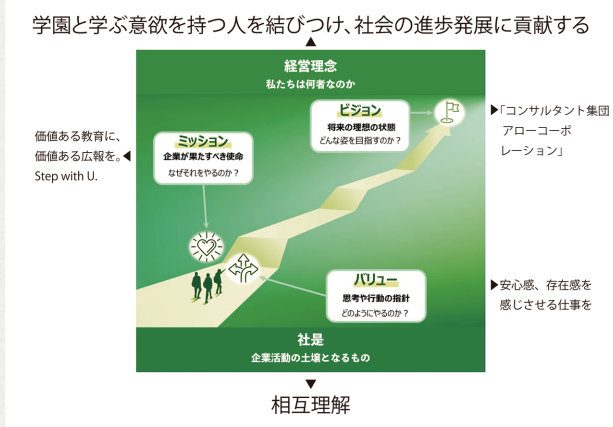 学園と学ぶ意欲を持つ人を結びつけ、社会の進歩発展に貢献する
▲
経営理念
私たちは何者なのか
ビジョン
将来の理想の状態
どんな姿を目指すのか？
▶「コンサルタント集団
アローコーポ
レーション」
ミッション
企業が果たすべき使命
なぜそれをやるのか？
価値ある教育に、
価値ある広報を。◀
Step with U.
バリュー
思考や行動の指針
どのようにやるのか？
▶安心感、存在感を
感じさせる仕事を
社是
企業活動の土壌となるもの
▼
相互理解